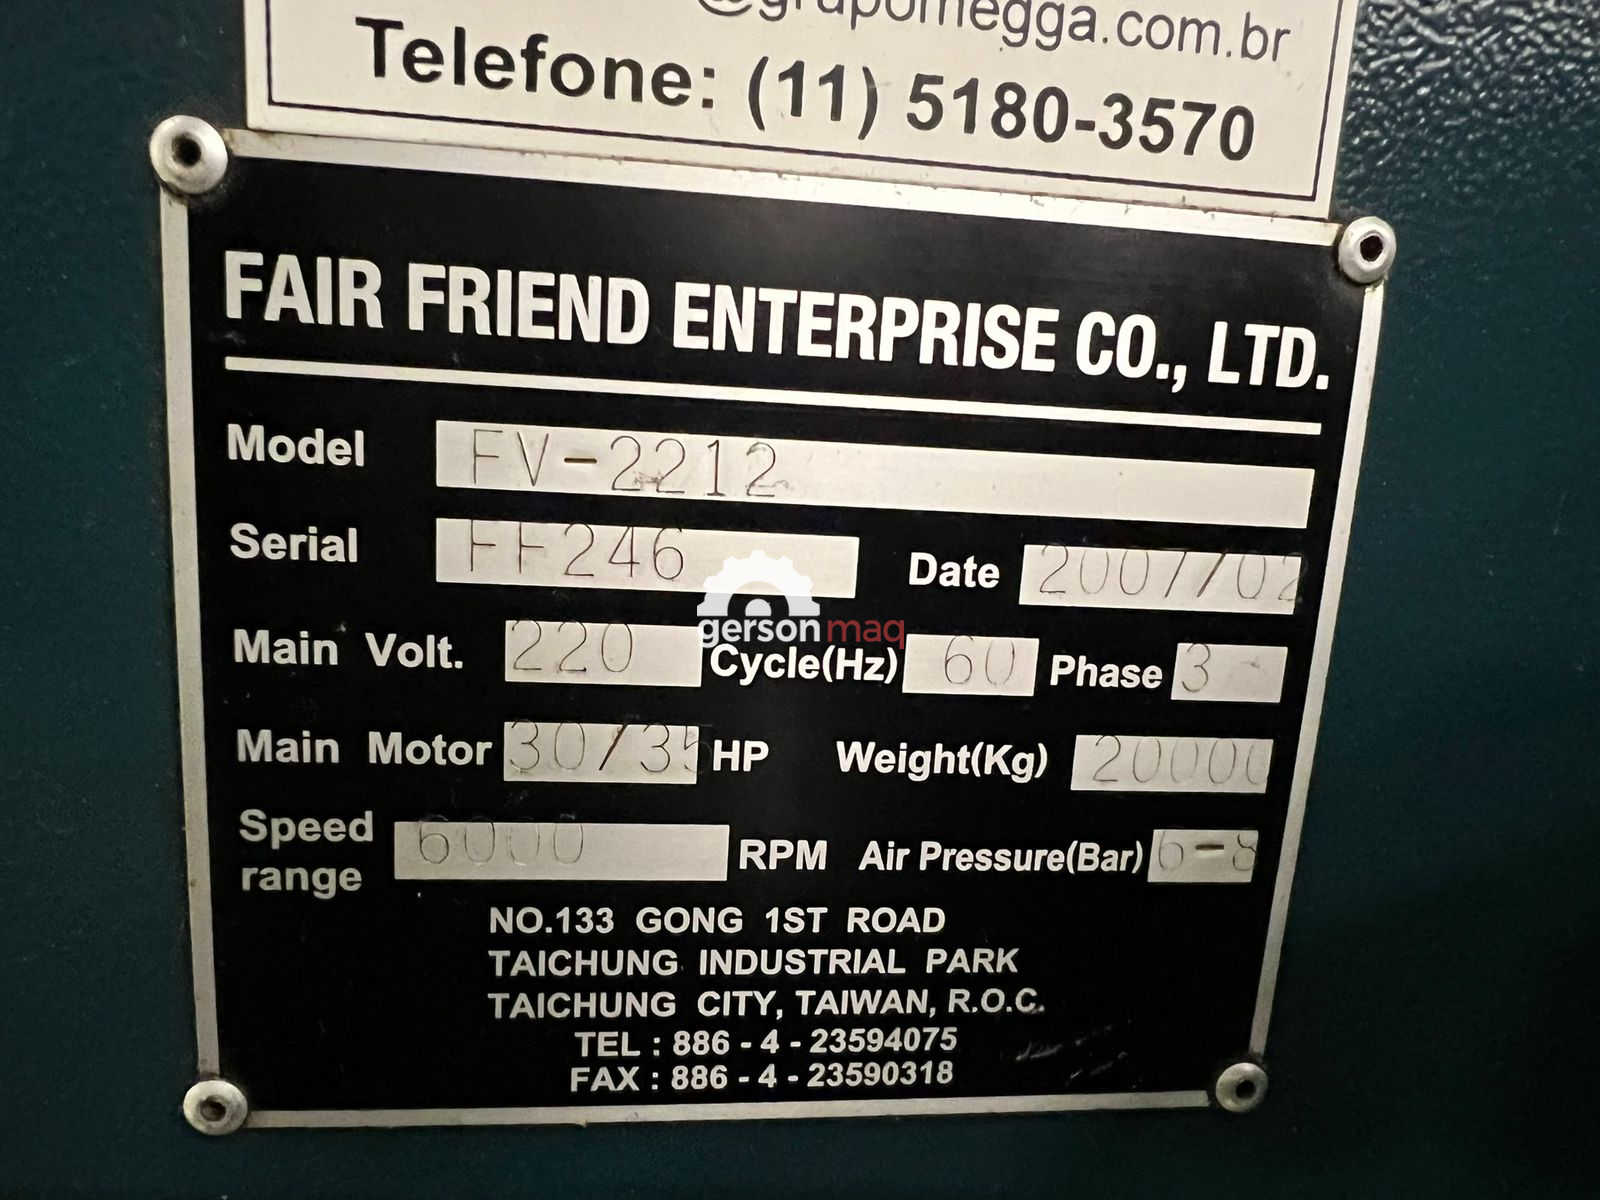 @grupomegga.com.br
Telefone: (11) 5180-3570
FAIR FRIEND ENTERPRISE CO., LTD.
Model FV-2212
Serial FF246 Date 2007/02
gersonmaq
Main Volt. 220 Cycle(Hz) 60 Phase 3
Main Motor 30/35 HP Weight(Kg) 20000
Speed range 6000 RPM Air Pressure(Bar) 6-8
NO.133 GONG 1ST ROAD
TAICHUNG INDUSTRIAL PARK
TAICHUNG CITY, TAIWAN, R.O.C.
TEL : 886 - 4 - 23594075
FAX : 886 - 4 - 23590318